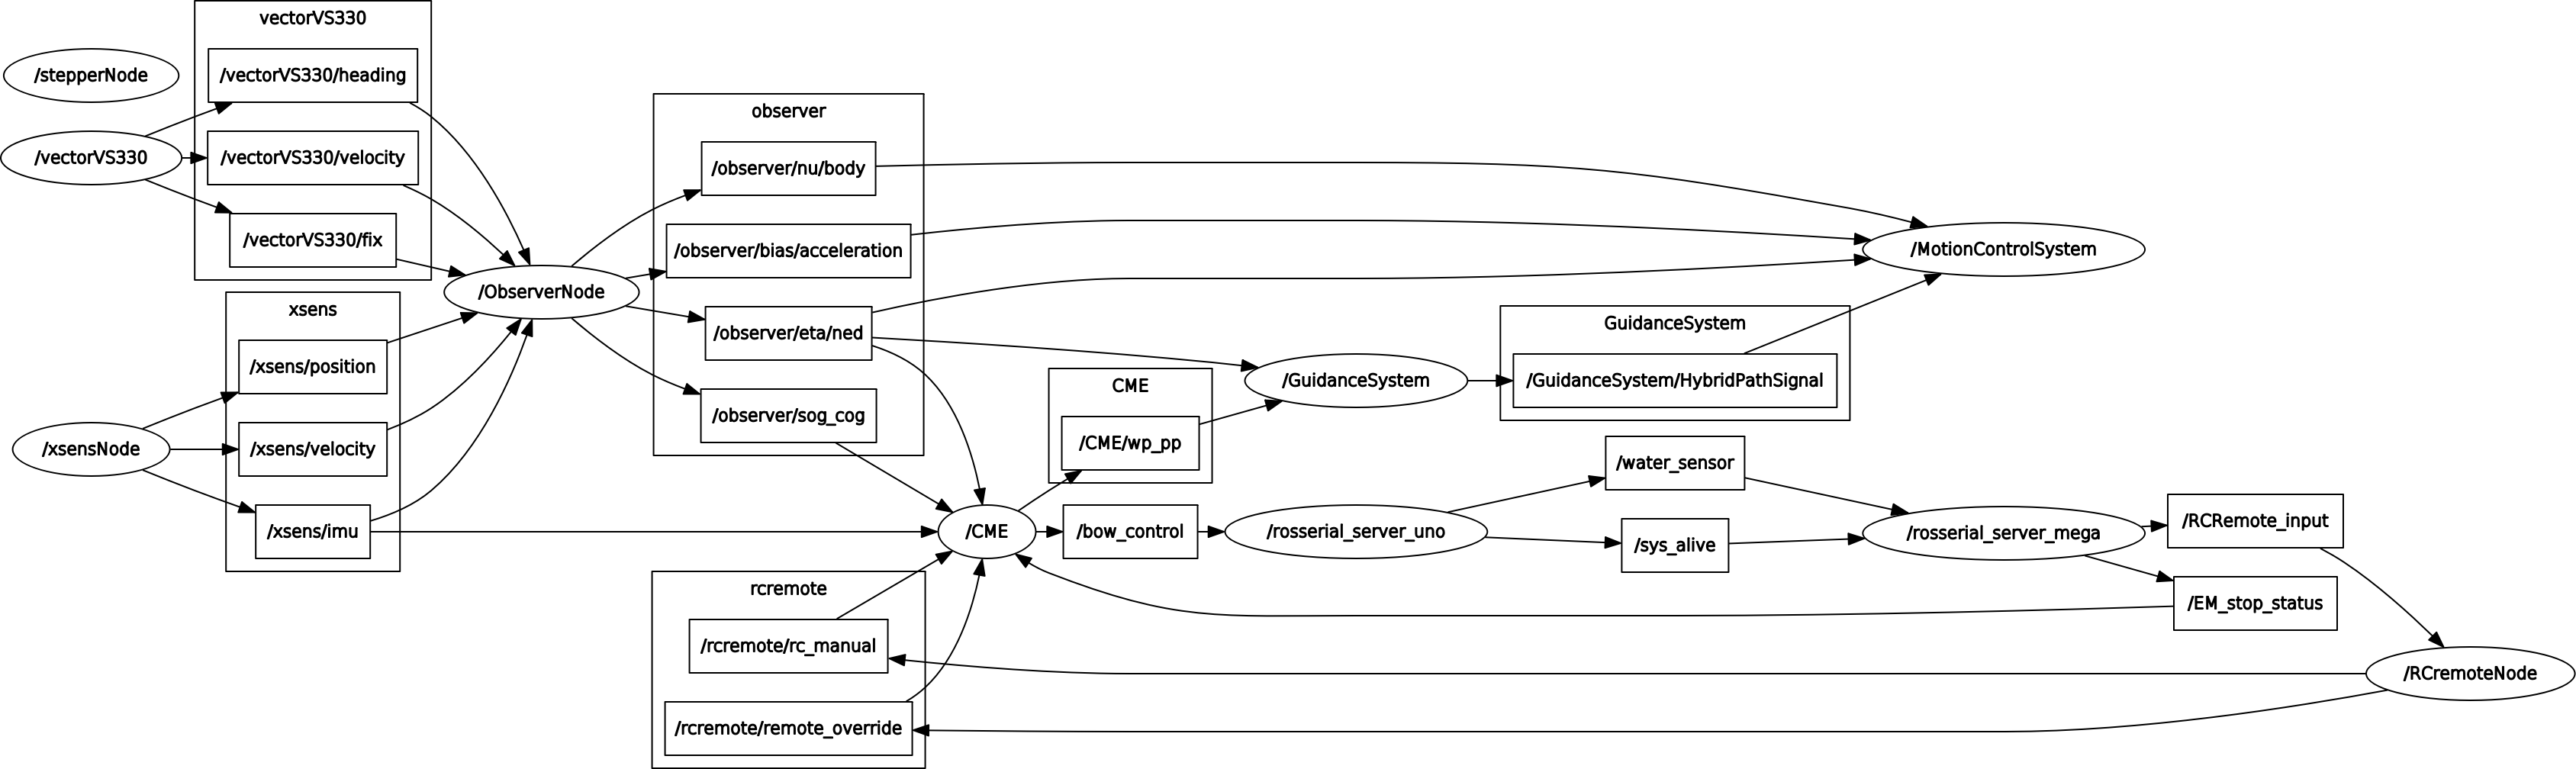 vectorVS330
/stepperNode
/vectorVS330/heading
/vectorVS330
/vectorVS330/velocity
/vectorVS330/fix
xsens
/xsens/position
/xsensNode
/xsens/velocity
/xsens/imu
/ObserverNode
observer
/observer/nu/body
/observer/bias/acceleration
/observer/eta/ned
/observer/sog_cog
rcremote
/rcremote/rc_manual
/rcremote/remote_override
/CME
CME
/CME/wp_pp
/bow_control
/GuidanceSystem
/rosserial_server_uno
GuidanceSystem
/GuidanceSystem/HybridPathSignal
/water_sensor
/sys_alive
/MotionControlSystem
/rosserial_server_mega
/RCRemote_input
/EM_stop_status
/RCremoteNode